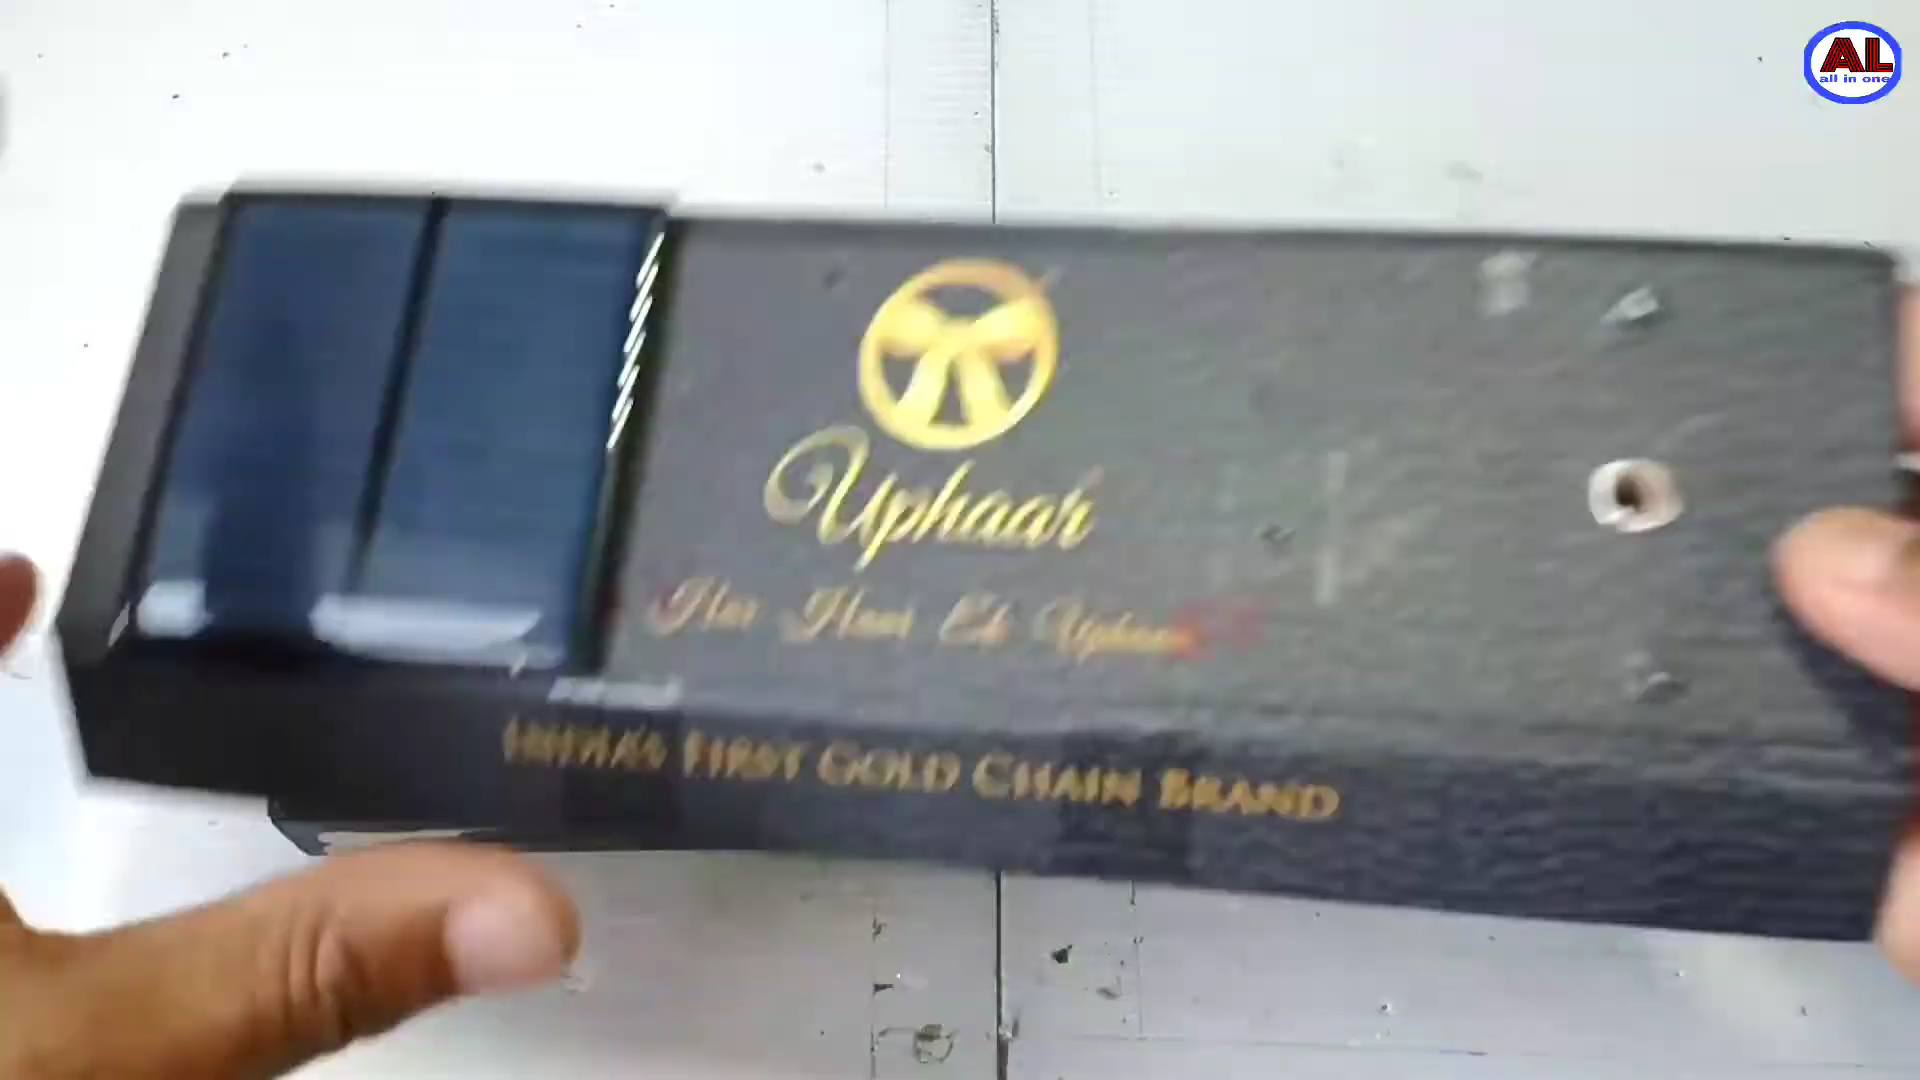 AL
all in one
Uphaar
Har Haar Ek Uphaar
INDIA'S FIRST GOLD CHAIN BRAND